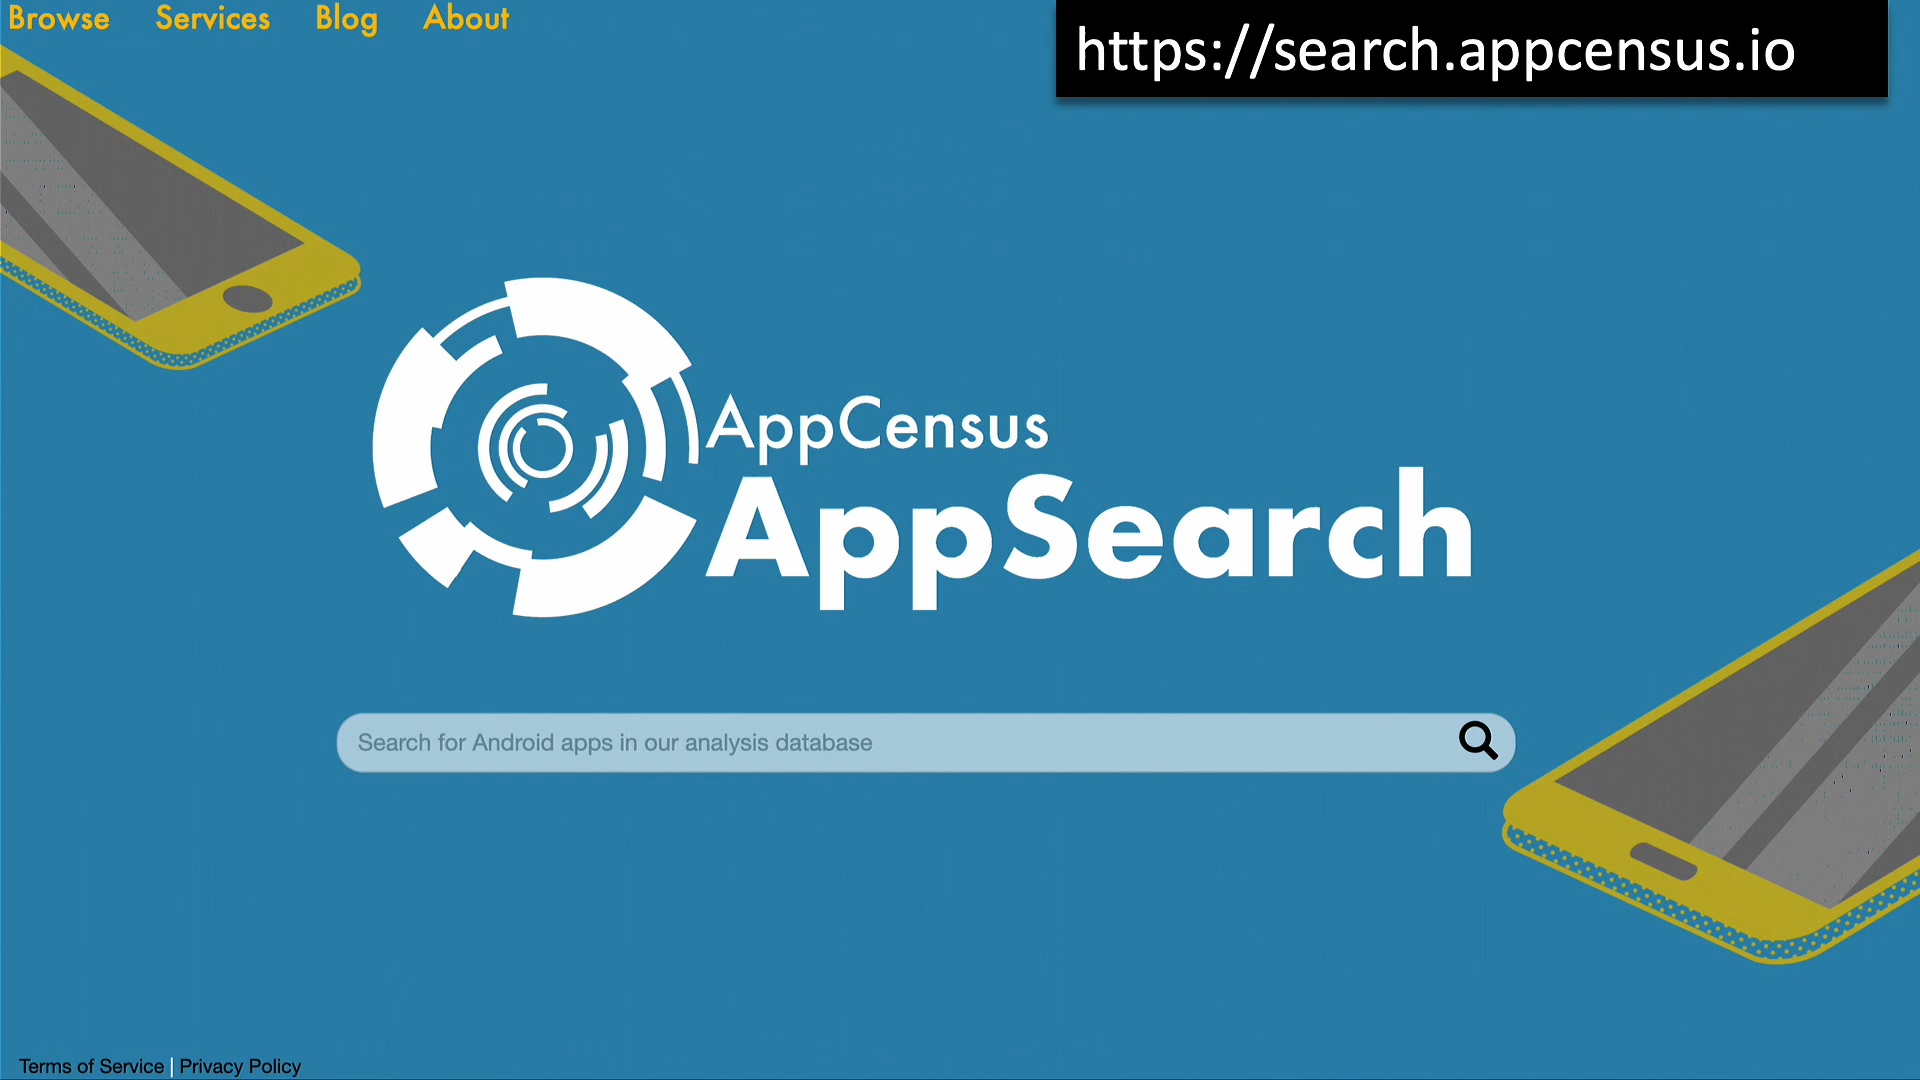 Browse Services Blog About
https://search.appcensus.io
AppCensus
AppSearch
Search for Android apps in our analysis database
Terms of Service | Privacy Policy